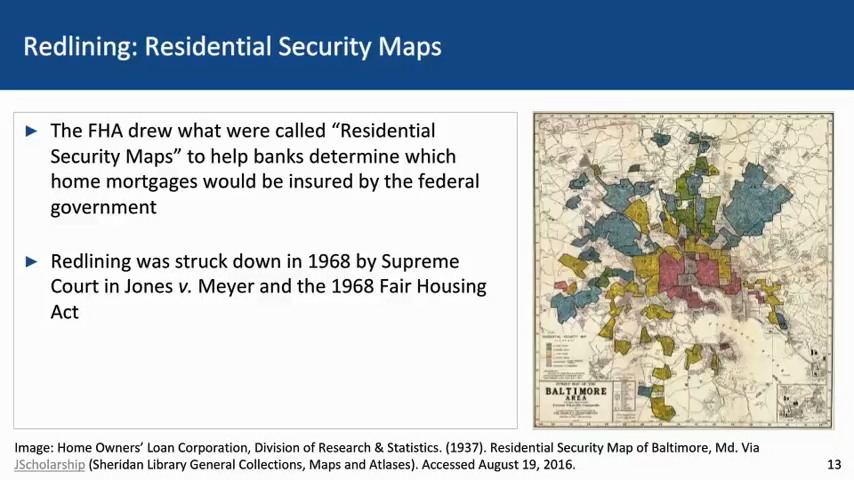 Redlining: Residential Security Maps
► The FHA drew what were called “Residential
Security Maps” to help banks determine which
home mortgages would be insured by the federal
government
► Redlining was struck down in 1968 by Supreme
Court in Jones v. Meyer and the 1968 Fair Housing
Act
BALTIMORE
AREA
Image: Home Owners’ Loan Corporation, Division of Research & Statistics. (1937). Residential Security Map of Baltimore, Md. Via
JScholarship (Sheridan Library General Collections, Maps and Atlases). Accessed August 19, 2016.
13